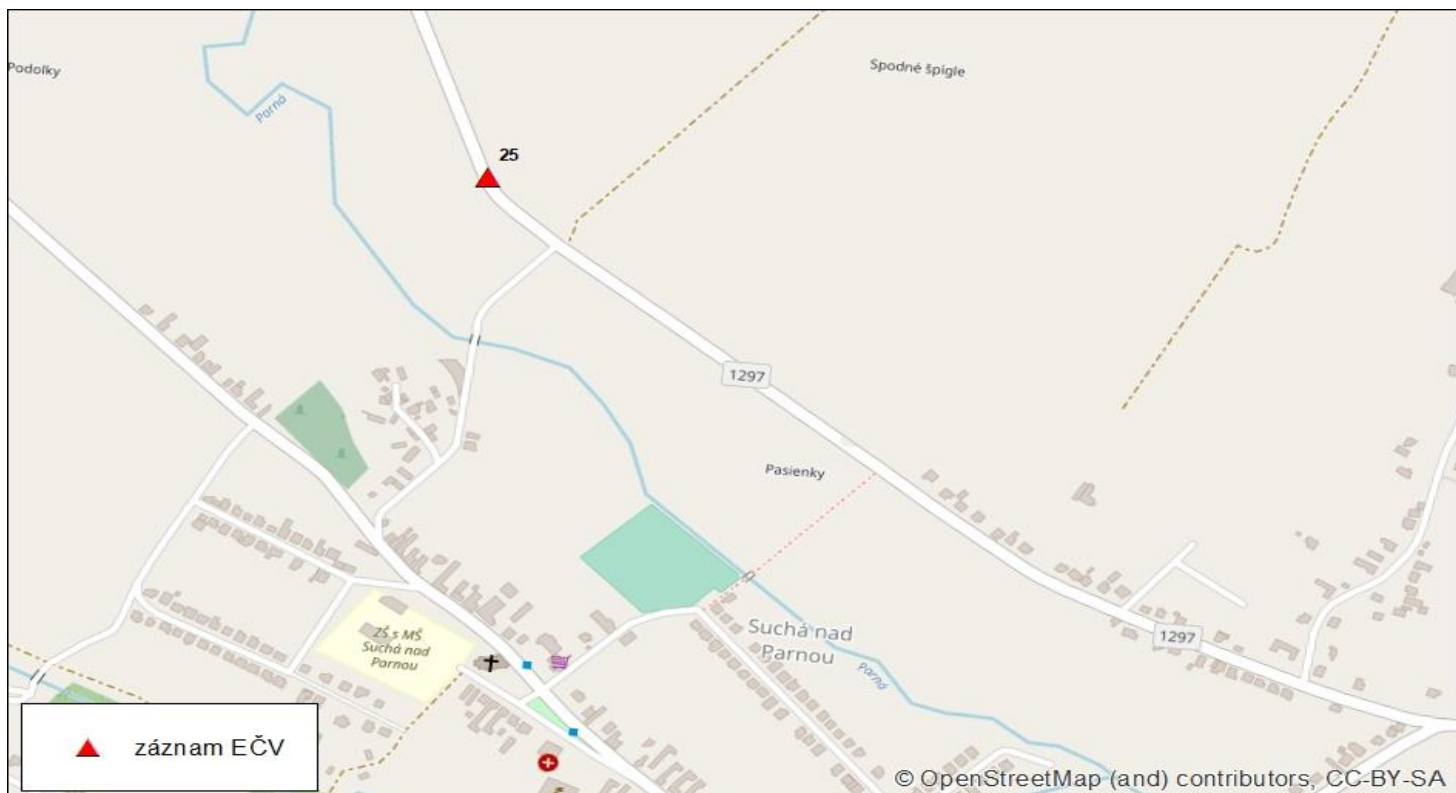 Podolky
Parná
Spodné špigle
25
1297
Pasienky
ZŠ s MŠ
Suchá nad
Parnou
Suchá nad
Parnou
1297
Parná
záznam EČV
© OpenStreetMap (and) contributors, CC-BY-SA